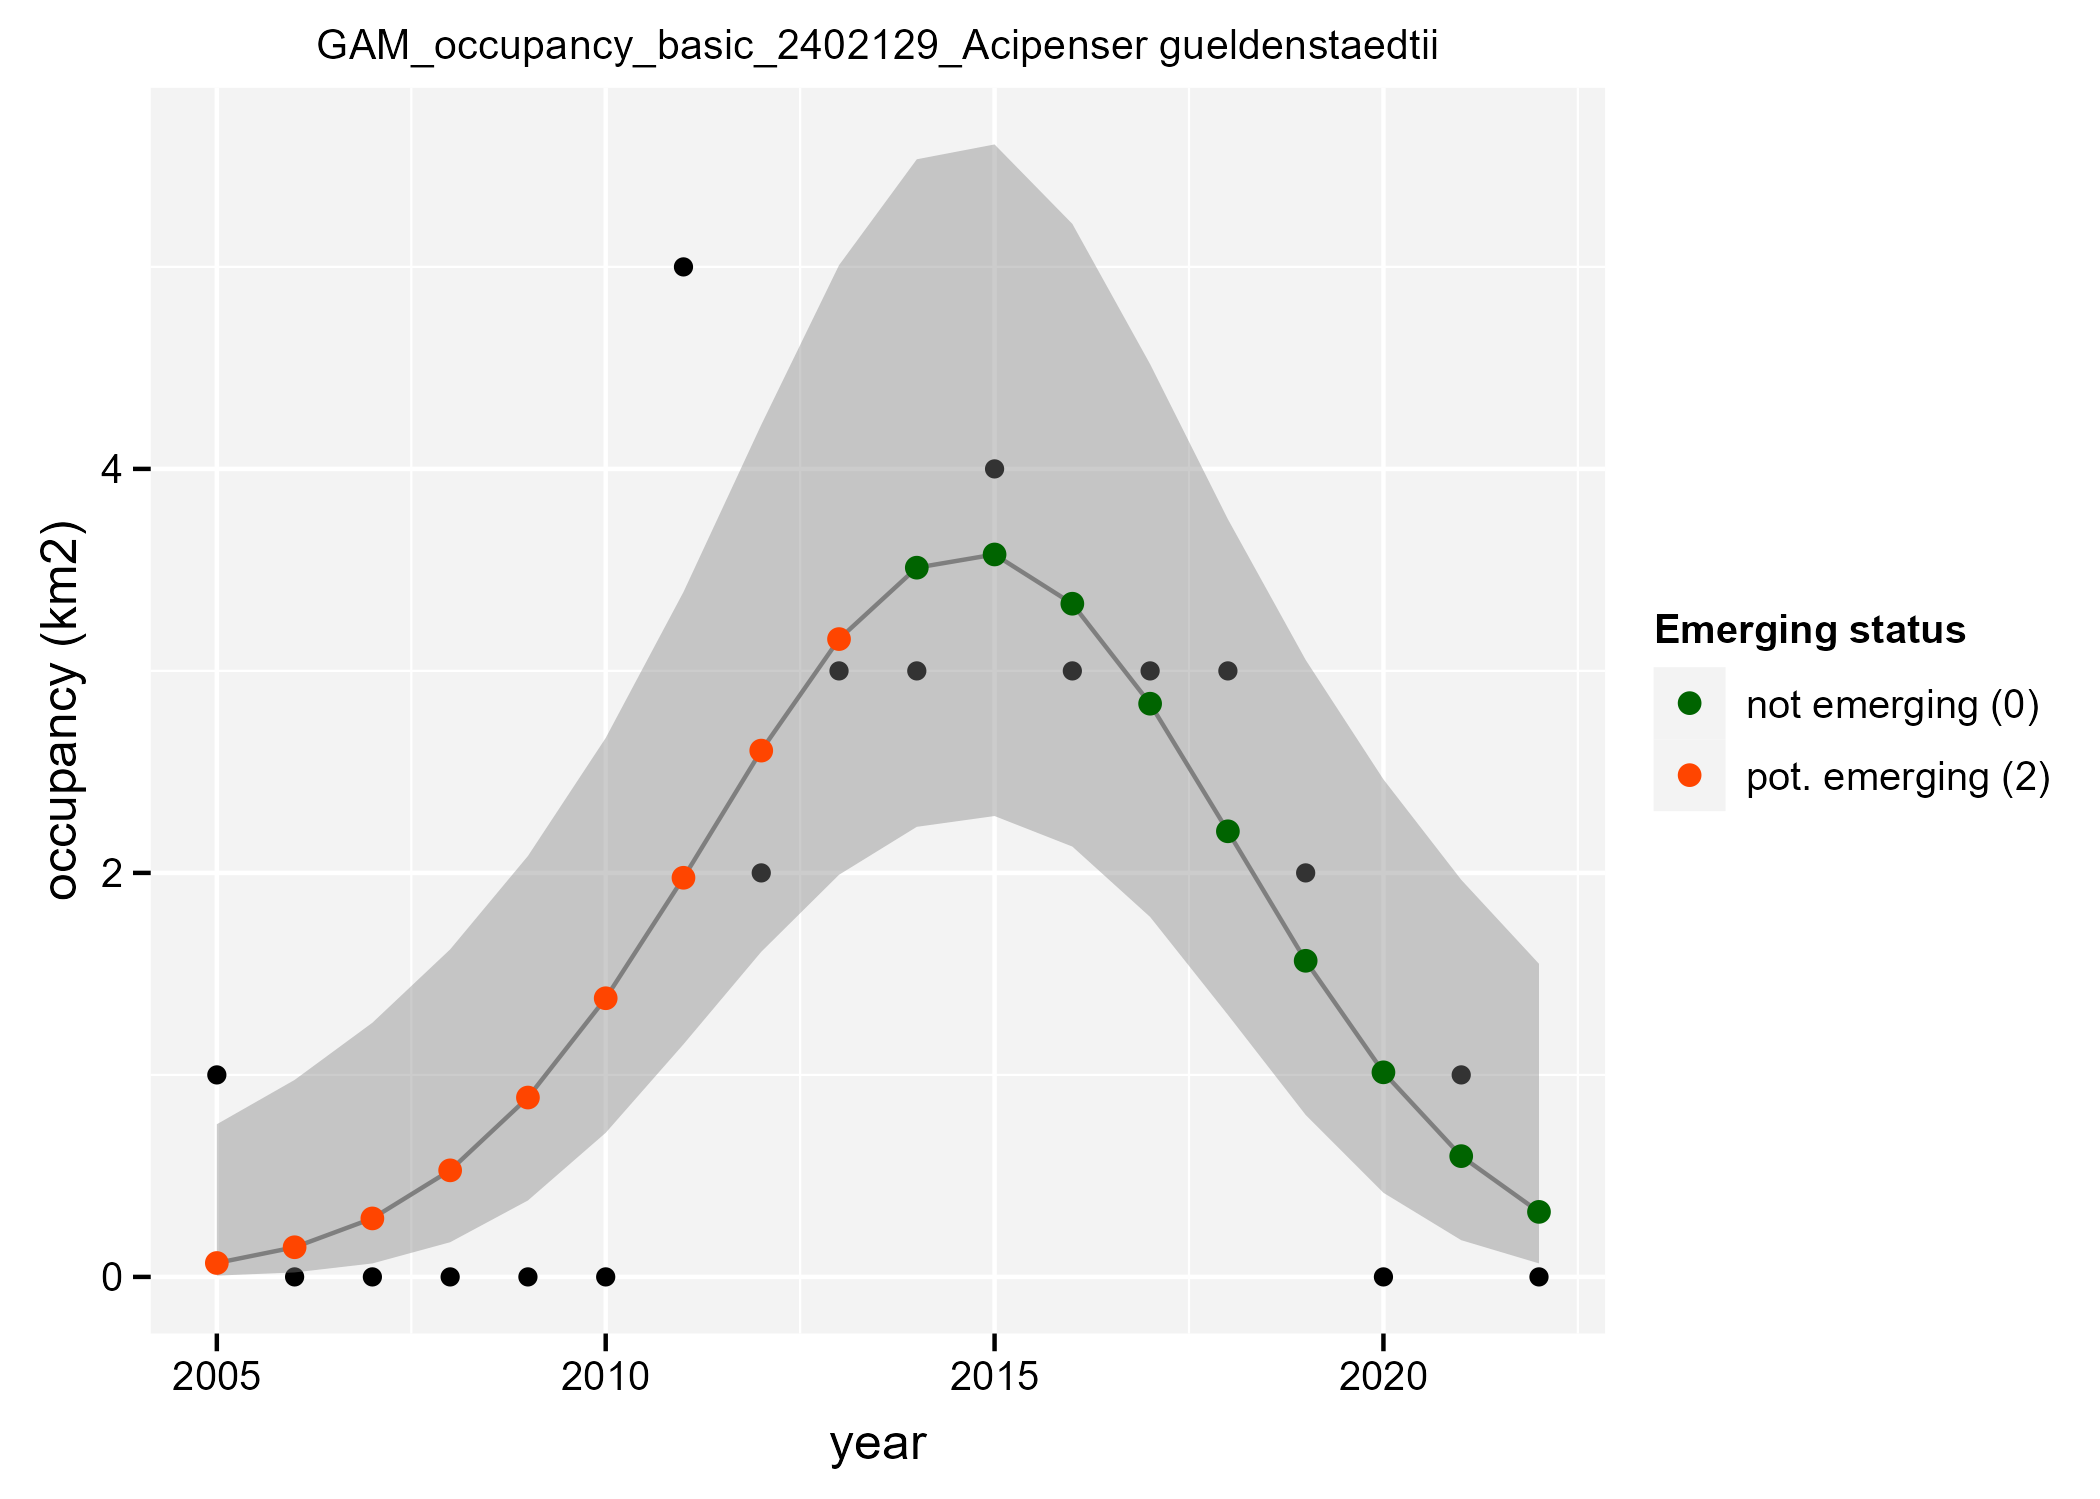 GAM_occupancy_basic_2402129_Acipenser gueldenstaedtii
occupancy (km2)
4
2
0
2005 2010 2015 2020
year
Emerging status
not emerging (0)
pot. emerging (2)